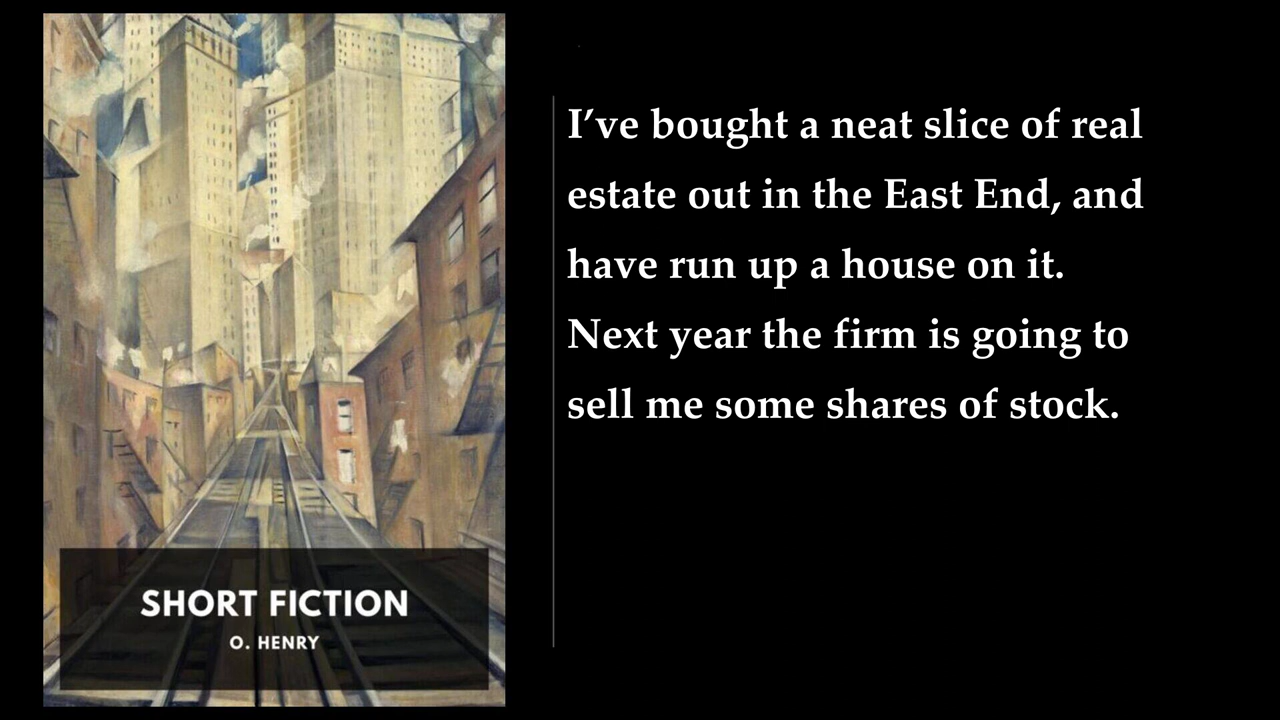 I’ve bought a neat slice of real
estate out in the East End, and
have run up a house on it.
Next year the firm is going to
sell me some shares of stock.
SHORT FICTION
O. HENRY